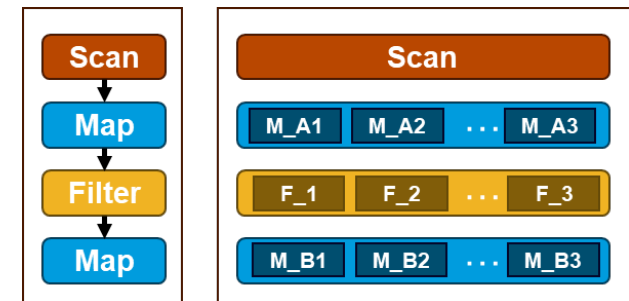 Scan
Map
Filter
Map
Scan
M_A1 M_A2 ... M_A3
F_1 F_2 ... F_3
M_B1 M_B2 ... M_B3